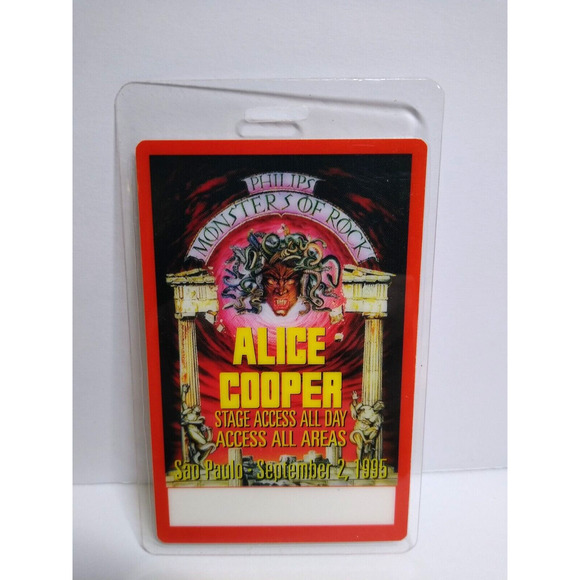 PHILIPS
MONSTERS OF ROCK
ALICE
COOPER
STAGE ACCESS ALL DAY
ACCESS ALL AREAS
Sao Paulo - September 2, 1995